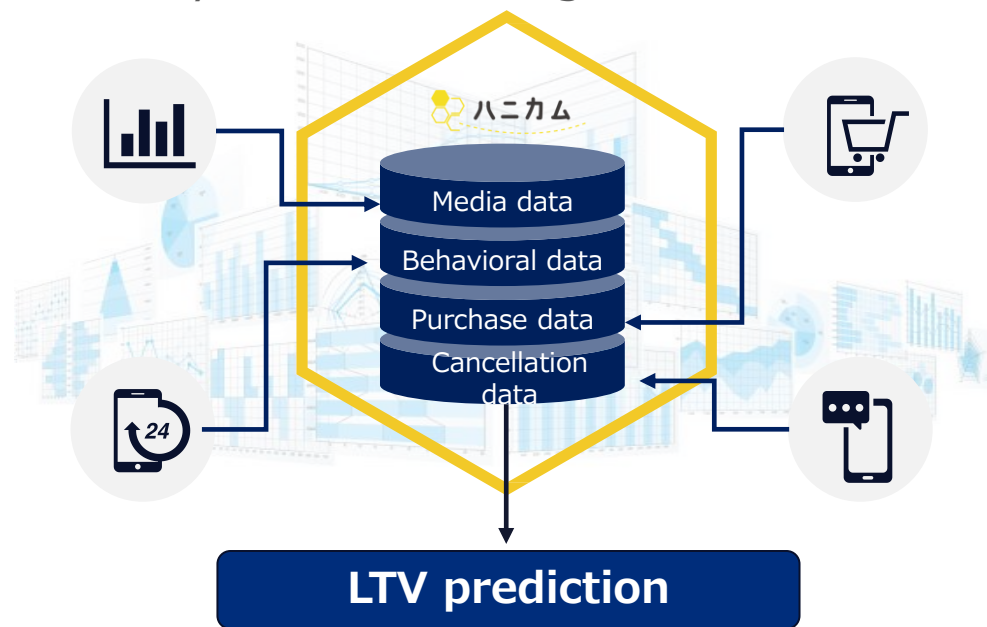 ハニカム
Media data
Behavioral data
Purchase data
Cancellation
data
24
LTV prediction